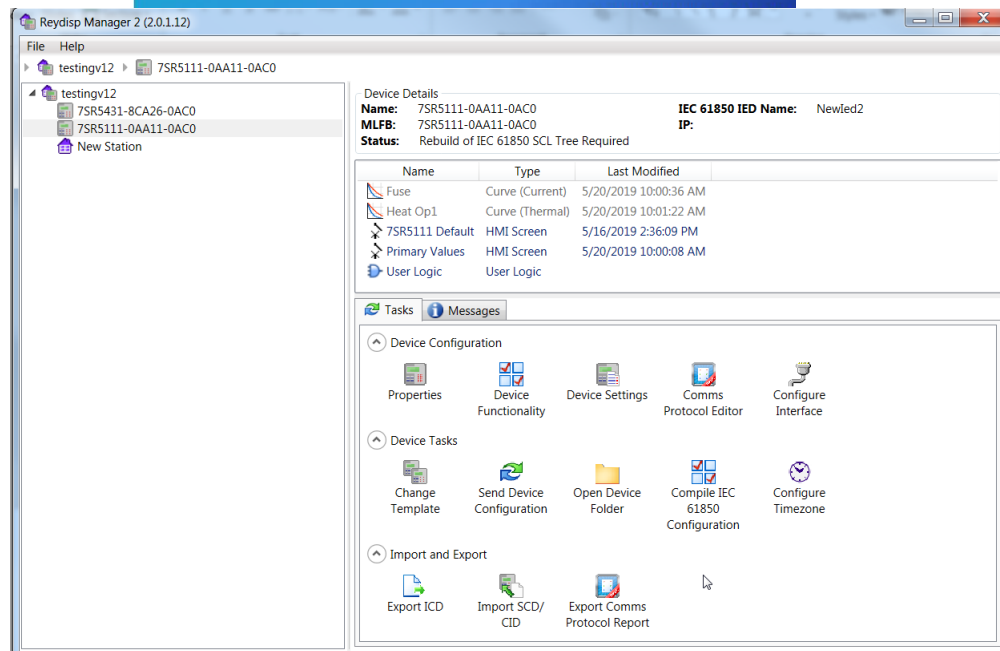 Reydisp Manager 2 (2.0.1.12)
File Help
testingv12 7SR5111-0AA11-0AC0
testingv12
7SR5431-8CA26-0AC0
7SR5111-0AA11-0AC0
New Station
Device Details
Name: 7SR5111-0AA11-0AC0 IEC 61850 IED Name: NewIed2
MLFB: 7SR5111-0AA11-0AC0 IP:
Status: Rebuild of IEC 61850 SCL Tree Required
Name Type Last Modified
Fuse Curve (Current) 5/20/2019 10:00:36 AM
Heat Op1 Curve (Thermal) 5/20/2019 10:01:22 AM
7SR5111 Default HMI Screen 5/16/2019 2:36:09 PM
Primary Values HMI Screen 5/20/2019 10:00:08 AM
User Logic User Logic
Tasks Messages
Device Configuration
Properties Device Functionality Device Settings Comms Protocol Editor Configure Interface
Device Tasks
Change Template Send Device Configuration Open Device Folder Compile IEC 61850 Configuration Configure Timezone
Import and Export
Export ICD Import SCD/ CID Export Comms Protocol Report